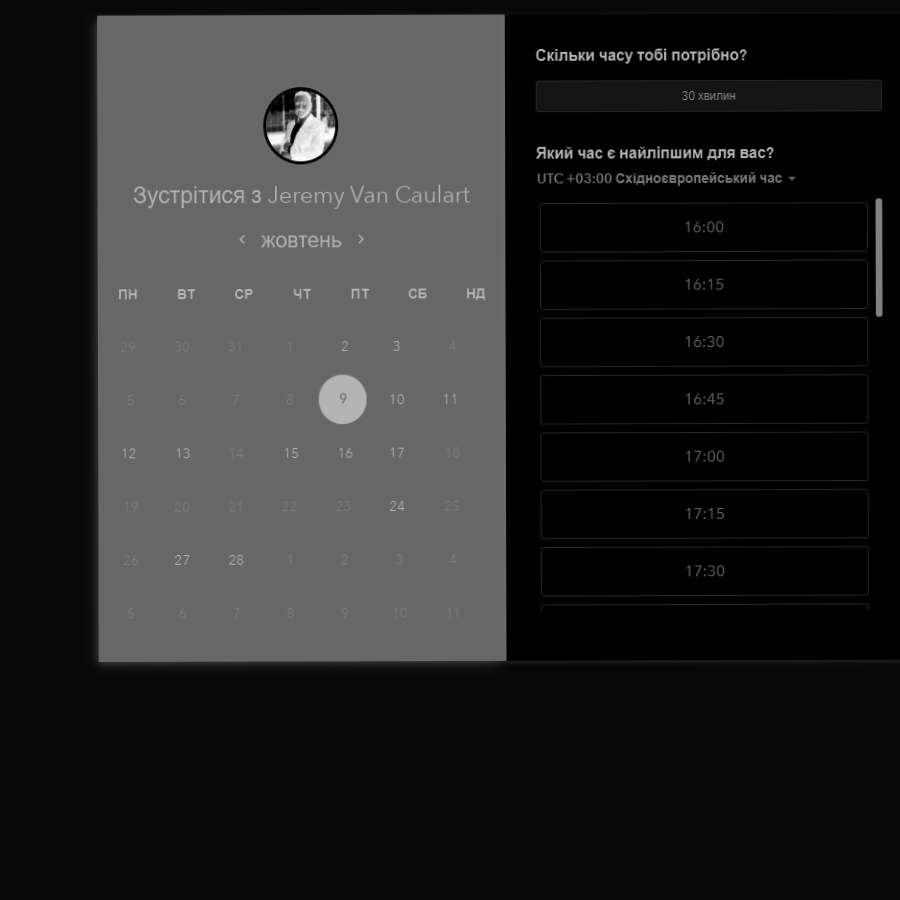 Зустрітися з Jeremy Van Caulart
жовтень
ПН ВТ СР ЧТ ПТ СБ НД
29 30 31 1 2 3 4
5 6 7 8 9 10 11
12 13 14 15 16 17 18
19 20 21 22 23 24 25
26 27 28 1 2 3 4
5 6 7 8 9 10 11
Скільки часу тобі потрібно?
30 хвилин
Який час є найліпшим для вас?
UTC +03:00 Східноєвропейський час
16:00
16:15
16:30
16:45
17:00
17:15
17:30